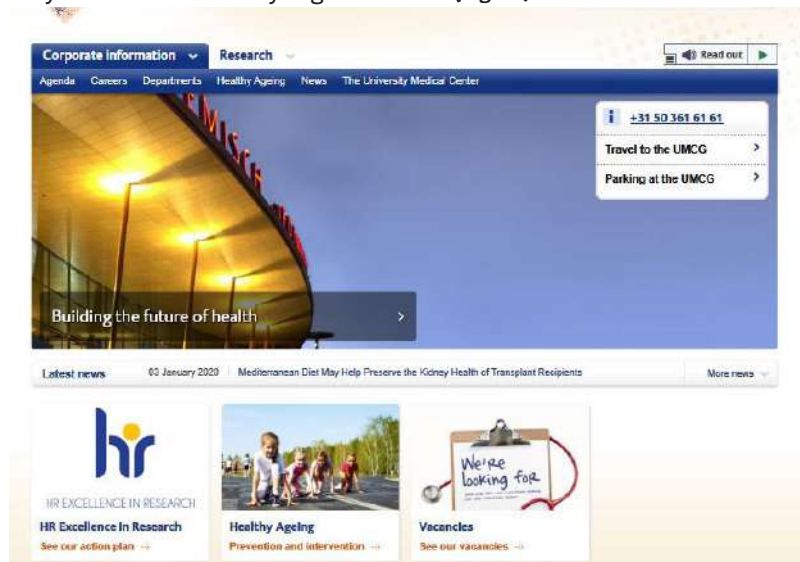 Corporate information
Research
Read out
Agenda Careers Departments Healthy Ageing News The University Medical Center
EMISCH
i +31 50 361 61 61
Travel to the UMCG
Parking at the UMCG
Building the future of health
Latest news 03 January 2020 Mediterranean Diet May Help Preserve the Kidney Health of Transplant Recipients More news
hr
HR EXCELLENCE IN RESEARCH
We're
looking for
HR Excellence in Research
See our action plan
Healthy Ageing
Prevention and intervention
Vacancies
See our vacancies